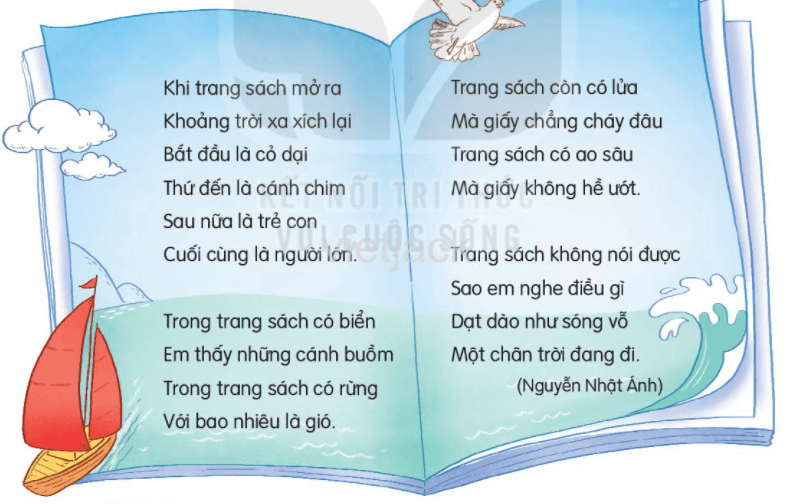 Khi trang sách mở ra
Khoảng trời xa xích lại
Bắt đầu là cỏ dại
Thứ đến là cánh chim
Sau nữa là trẻ con
Cuối cùng là người lớn.
Trong trang sách có biển
Em thấy những cánh buồm
Trong trang sách có rừng
Với bao nhiêu là gió.
Trang sách còn có lửa
Mà giấy chẳng cháy đâu
Trang sách có ao sâu
Mà giấy không hề ướt.
Trang sách không nói được
Sao em nghe điều gì
Dạt dào như sóng vỗ
Một chân trời đang đi.
(Nguyễn Nhật Ánh)
KẾT NỐI TRI THỨC
VỚI CUỘC SỐNG
vietjack